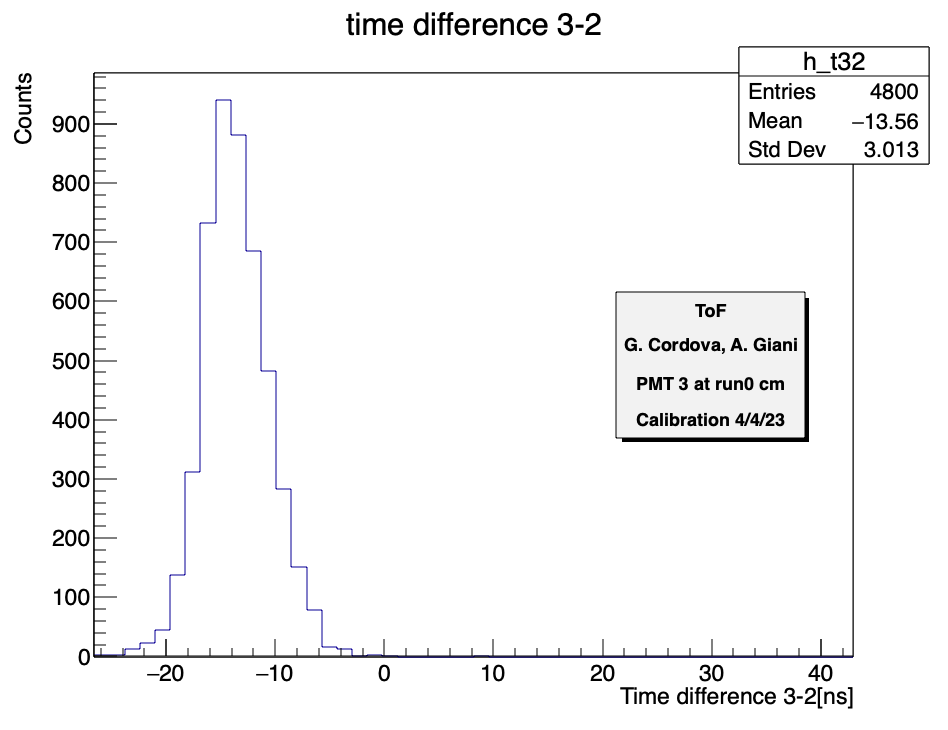 time difference 3-2
h_t32
Entries 4800
Mean −13.56
Std Dev 3.013
Counts
900
800
700
600
500
400
300
200
100
0
ToF
G. Cordova, A. Giani
PMT 3 at run0 cm
Calibration 4/4/23
−20 −10 0 10 20 30 40
Time difference 3-2[ns]